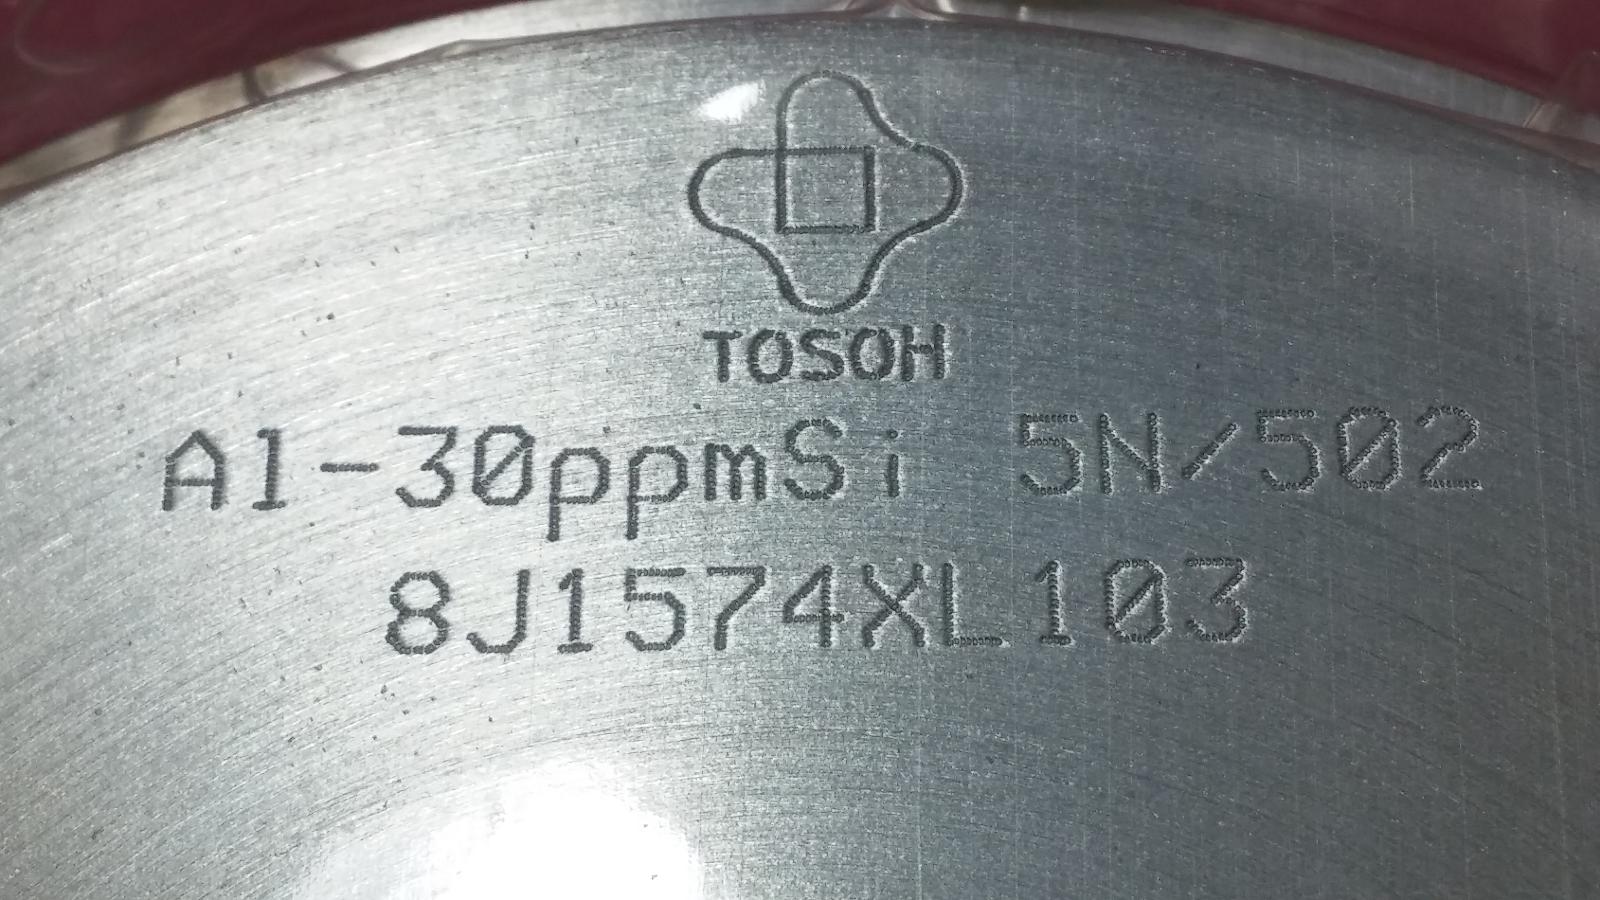 TOSOH
Al-30ppmSi 5N/502
8J1574XL103